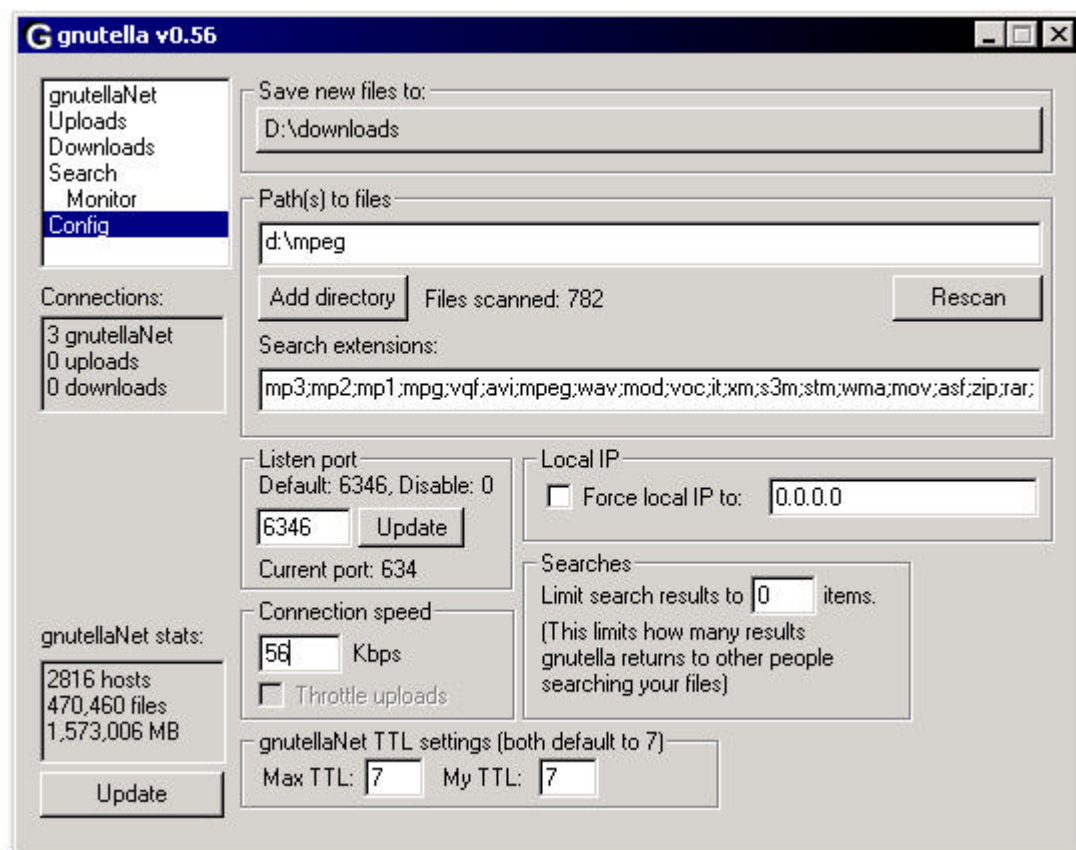 gnutella v0.56
gnutellaNet
Uploads
Downloads
Search
Monitor
Config
Connections:
3 gnutellaNet
0 uploads
0 downloads
gnutellaNet stats:
2816 hosts
470,460 files
1,573,006 MB
Update
Save new files to:
D:\downloads
Path(s) to files
d:\mpeg
Add directory
Files scanned: 782
Rescan
Search extensions:
mp3;mp2;mp1;mpg;vqf;avi;mpeg;wav;mod;voc;it;xm;s3m;stm;wma;mov;asf;zip;rar;
Listen port
Default: 6346, Disable: 0
6346 Update
Current port: 634
Local IP
Force local IP to: 0.0.0.0
Connection speed
56 Kbps
Throttle uploads
Searches
Limit search results to 0 items.
(This limits how many results
gnutella returns to other people
searching your files)
gnutellaNet TTL settings (both default to 7)
Max TTL: 7 My TTL: 7